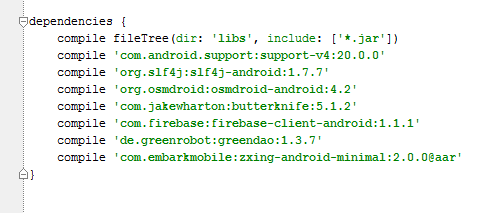 dependencies {
compile fileTree(dir: 'libs', include: ['*.jar'])
compile 'com.android.support:support-v4:20.0.0'
compile 'org.slf4j:slf4j-android:1.7.7'
compile 'org.osmdroid:osmdroid-android:4.2'
compile 'com.jakewharton:butterknife:5.1.2'
compile 'com.firebase:firebase-client-android:1.1.1'
compile 'de.greenrobot:greendao:1.3.7'
compile 'com.embarkmobile:zxing-android-minimal:2.0.0@aar'
}